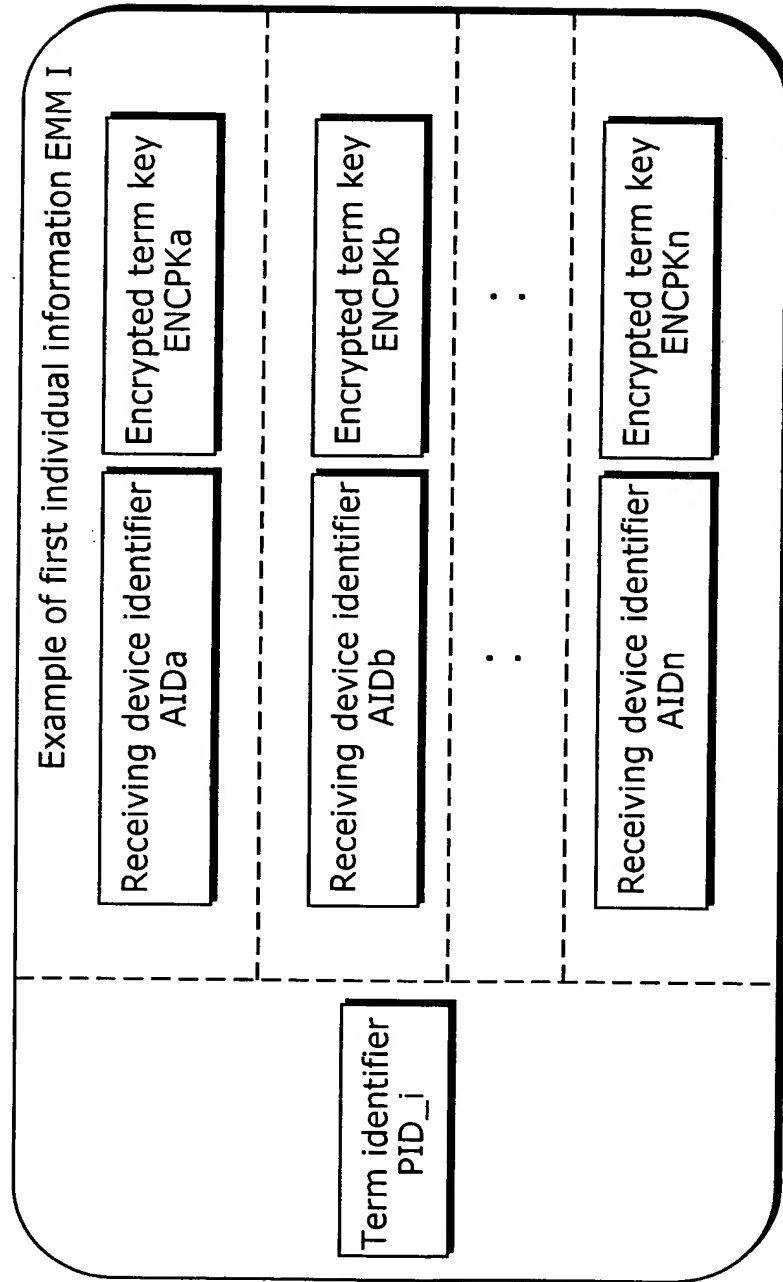 Example of first individual information EMM I
Term identifier
PID_i
Receiving device identifier
AIDa
Encrypted term key
ENCPKa
Receiving device identifier
AIDb
Encrypted term key
ENCPKb
. .
. .
Receiving device identifier
AIDn
Encrypted term key
ENCPKn